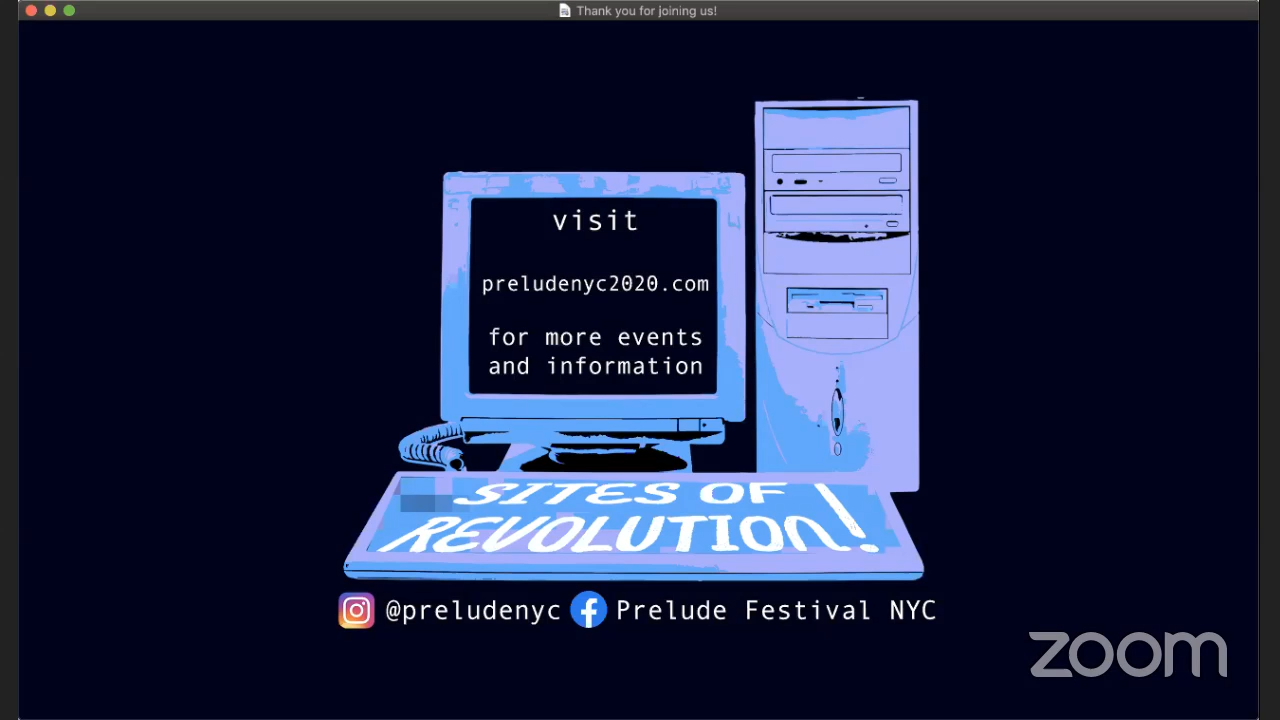 Thank you for joining us!
visit
preludenyc2020.com
for more events
and information
SITES OF
REVOLUTION!
@preludenyc Prelude Festival NYC
zoom